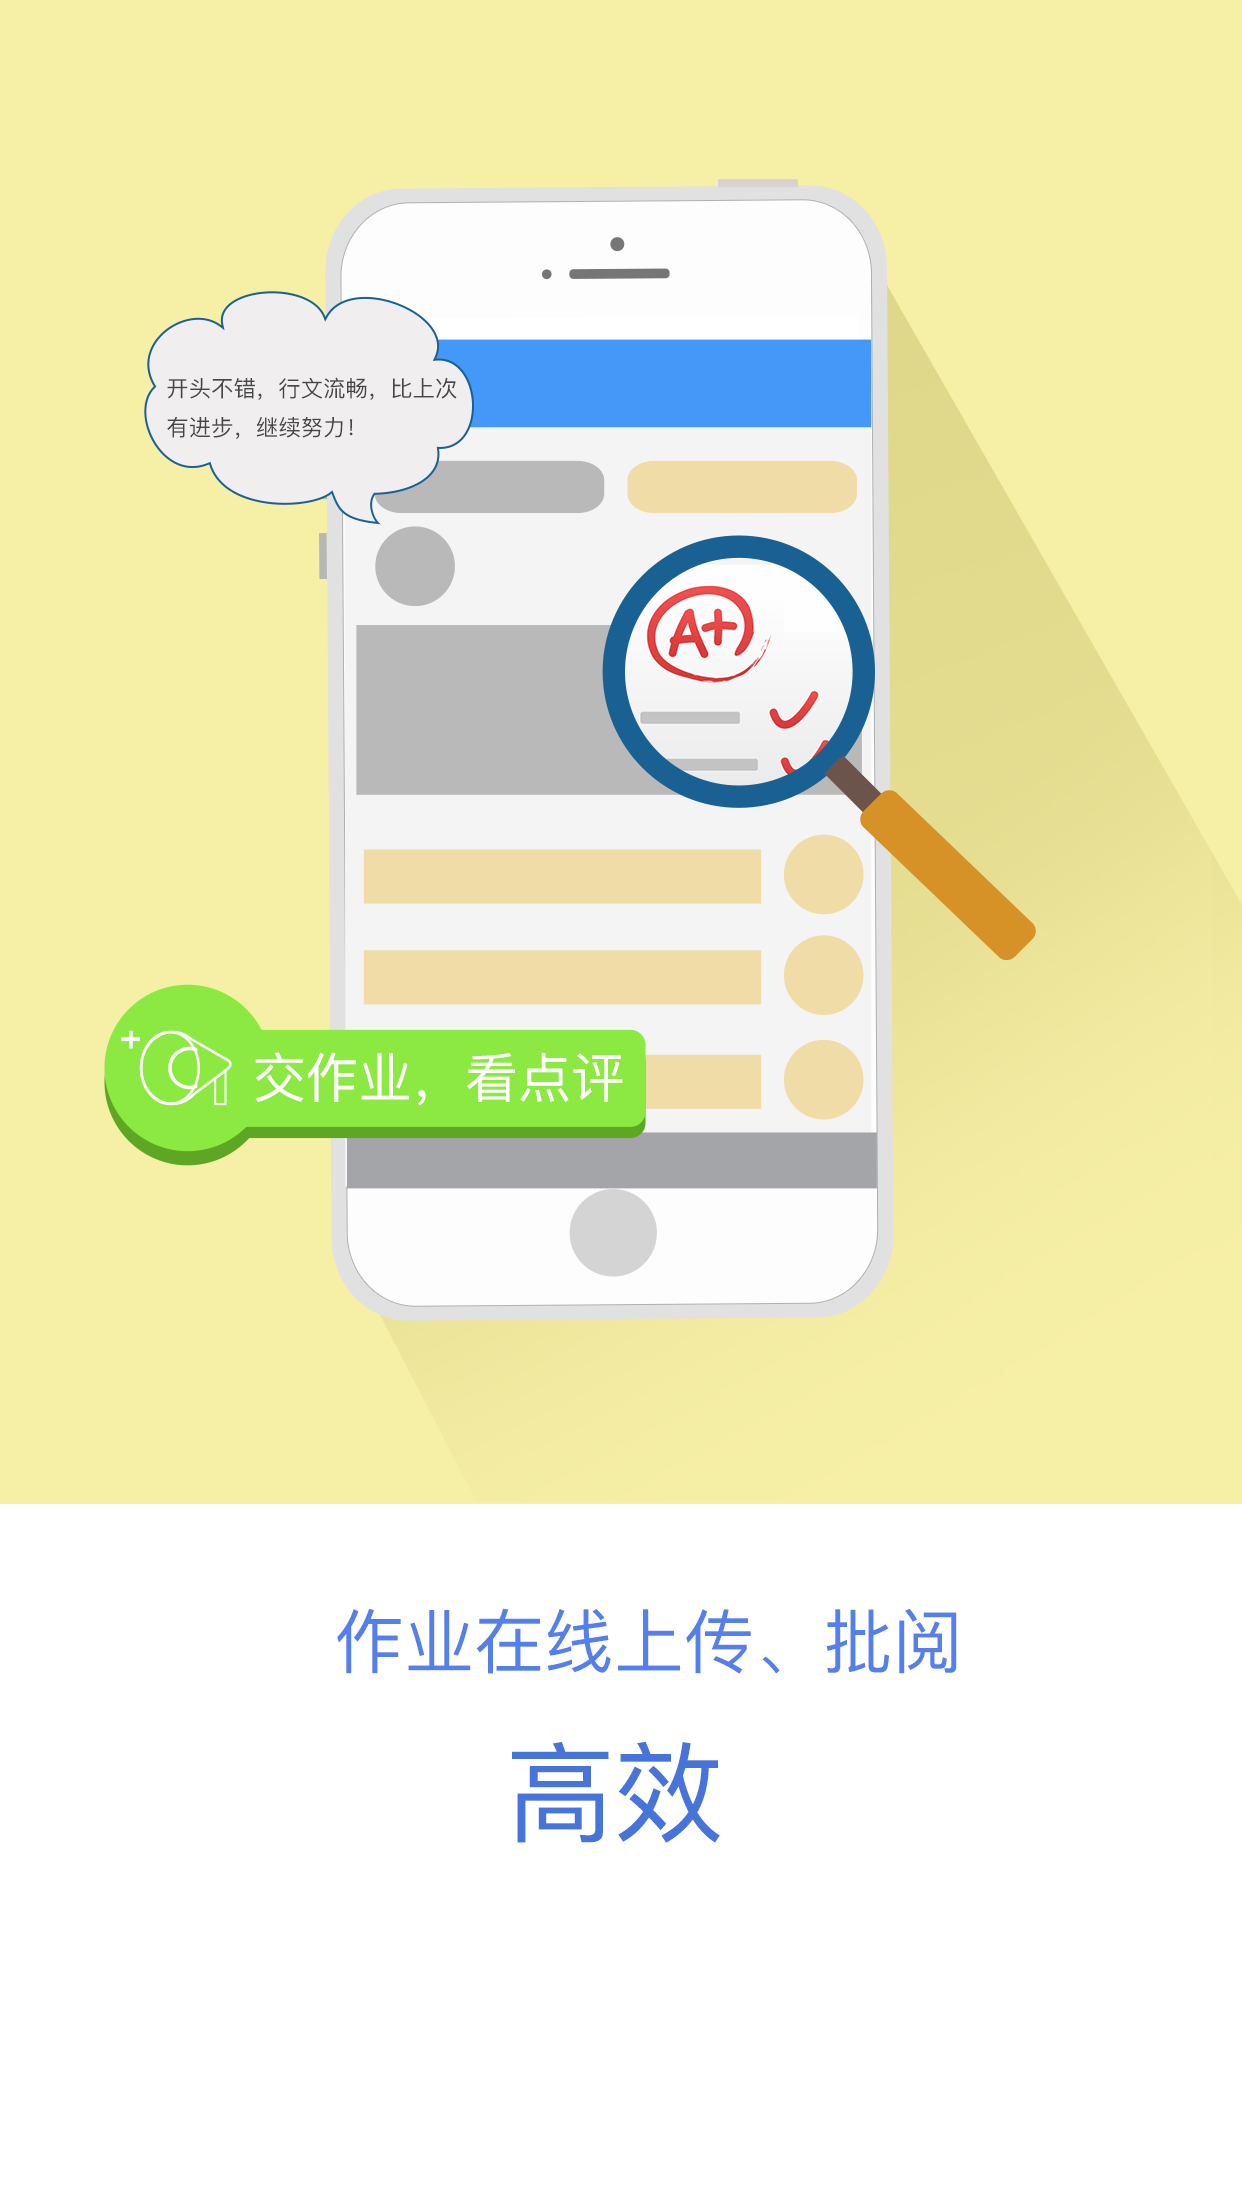 开头不错，行文流畅，比上次
有进步，继续努力！
A+
交作业，看点评
作业在线上传、批阅
高效